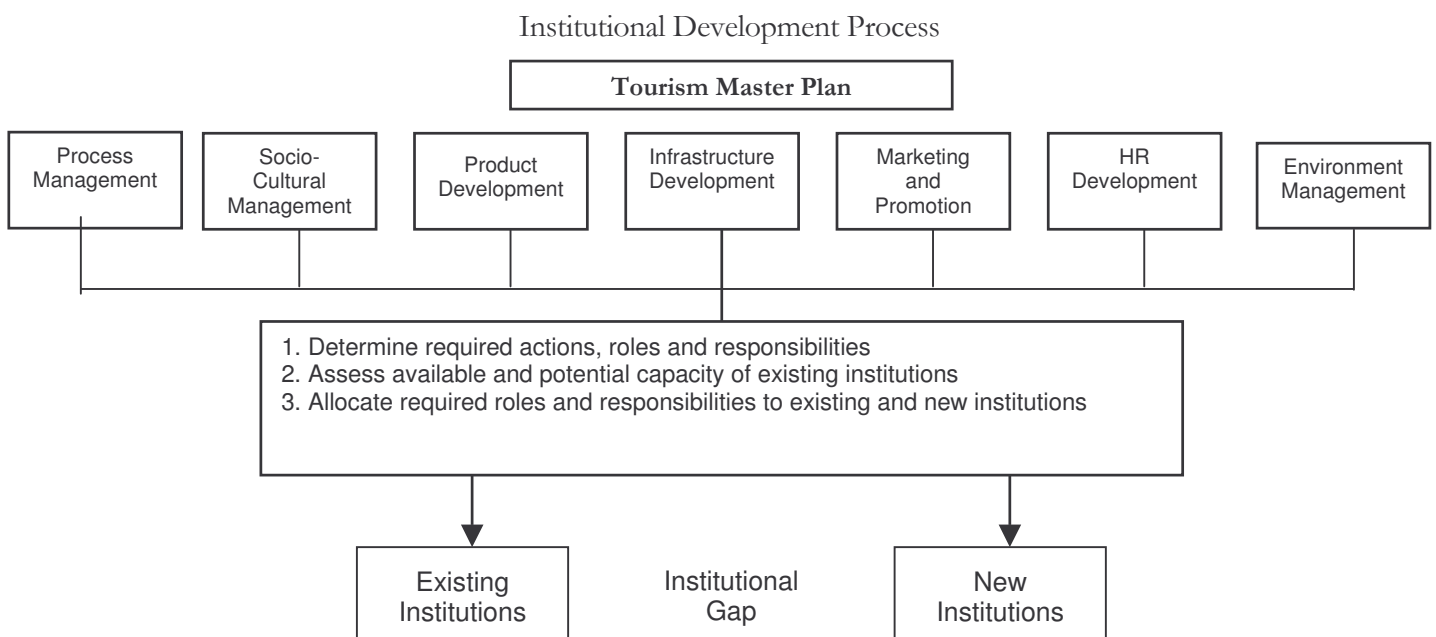 Institutional Development Process
Tourism Master Plan
Process
Management
Socio-
Cultural
Management
Product
Development
Infrastructure
Development
Marketing
and
Promotion
HR
Development
Environment
Management
1. Determine required actions, roles and responsibilities
2. Assess available and potential capacity of existing institutions
3. Allocate required roles and responsibilities to existing and new institutions
Existing
Institutions
Institutional
Gap
New
Institutions